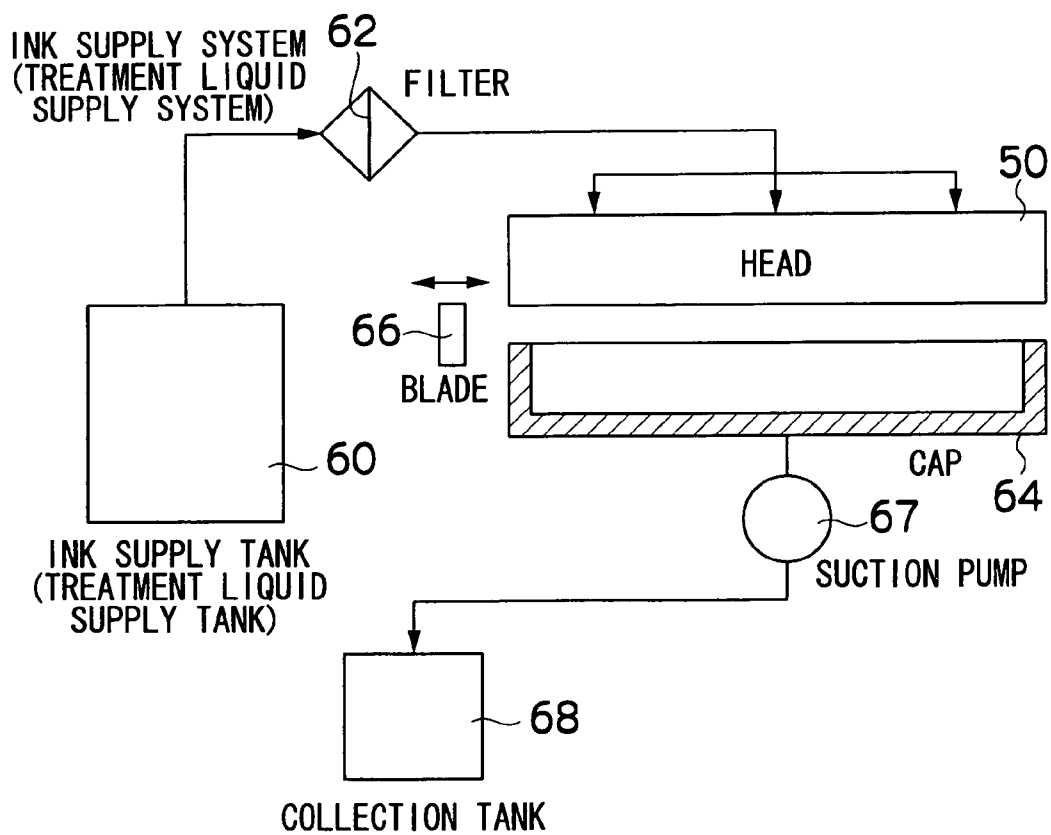 INK SUPPLY SYSTEM
(TREATMENT LIQUID
SUPPLY SYSTEM)
62
FILTER
50
HEAD
66
BLADE
60
CAP
64
67
INK SUPPLY TANK
(TREATMENT LIQUID
SUPPLY TANK)
SUCTION PUMP
68
COLLECTION TANK